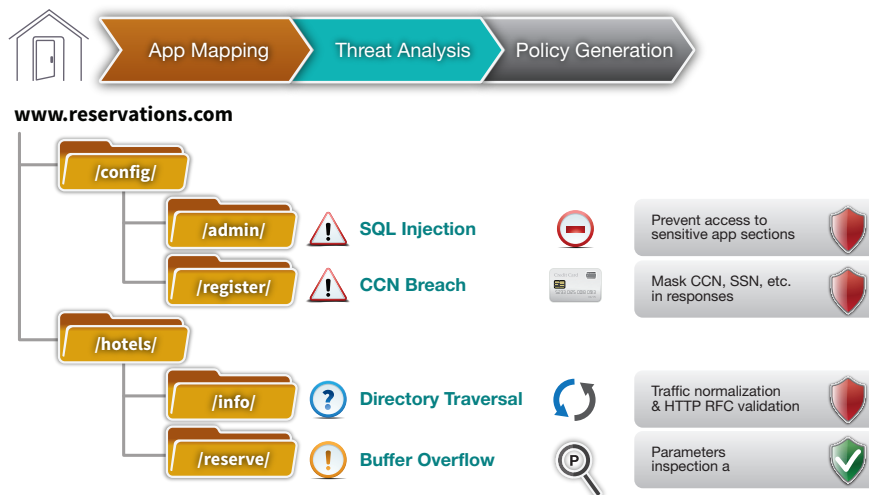 App Mapping
Threat Analysis
Policy Generation
www.reservations.com
/config/
/admin/
SQL Injection
Prevent access to
sensitive app sections
/register/
CCN Breach
Credit Card
Mask CCN, SSN, etc.
in responses
/hotels/
/info/
?
Directory Traversal
Traffic normalization
& HTTP RFC validation
/reserve/
!
Buffer Overflow
P
Parameters
inspection a